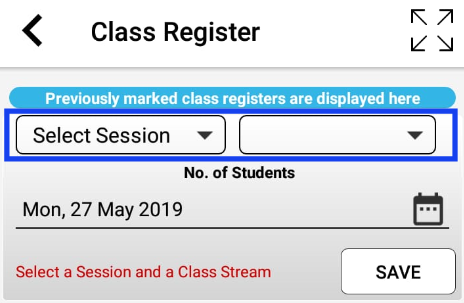 Class Register
Previously marked class registers are displayed here
Select Session
No. of Students
Mon, 27 May 2019
Select a Session and a Class Stream
SAVE